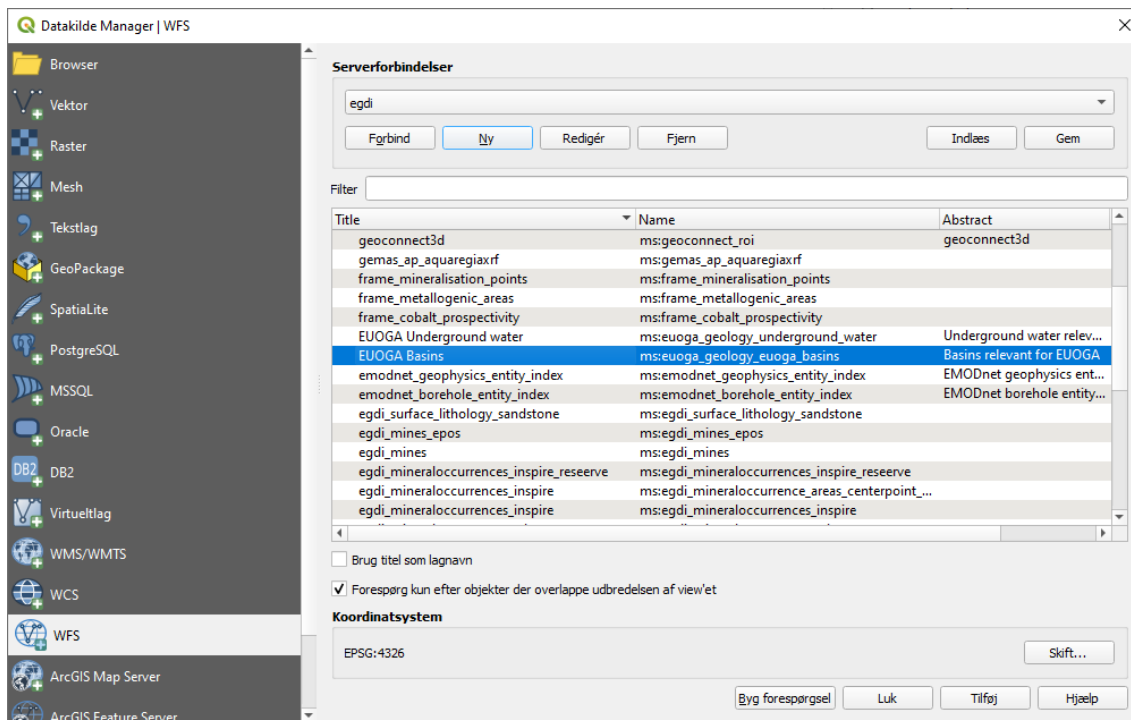 Datakilde Manager | WFS
Browser
Vektor
Raster
Mesh
Tekstlag
GeoPackage
SpatiaLite
PostgreSQL
MSSQL
Oracle
DB2 DB2
Virtueltlag
WMS/WMTS
WCS
WFS
ArcGIS Map Server
ArcGIS Feature Server
Serverforbindelser
egdi
Forbind Ny Redigér Fjern Indlæs Gem
Filter
Title Name Abstract
geoconnect3d ms:geoconnect_roi geoconnect3d
gemas_ap_aquaregiaxrf ms:gemas_ap_aquaregiaxrf
frame_mineralisation_points ms:frame_mineralisation_points
frame_metallogenic_areas ms:frame_metallogenic_areas
frame_cobalt_prospectivity ms:frame_cobalt_prospectivity
EUOGA Underground water ms:euoga_geology_underground_water Underground water relev...
EUOGA Basins ms:euoga_geology_euoga_basins Basins relevant for EUOGA
emodnet_geophysics_entity_index ms:emodnet_geophysics_entity_index EMODnet geophysics ent...
emodnet_borehole_entity_index ms:emodnet_borehole_entity_index EMODnet borehole entity...
egdi_surface_lithology_sandstone ms:egdi_surface_lithology_sandstone
egdi_mines_epos ms:egdi_mines_epos
egdi_mines ms:egdi_mines
egdi_mineraloccurrences_inspire_reseerve ms:egdi_mineraloccurrences_inspire_reseerve
egdi_mineraloccurrences_inspire ms:egdi_mineraloccurrence_areas_centerpoint_...
egdi_mineraloccurrences_inspire ms:egdi_mineraloccurrences_inspire
Brug titel som lagnavn
Forespørg kun efter objekter der overlappe udbredelsen af view'et
Koordinatsystem
EPSG:4326 Skift...
Byg forespørgsel Luk Tilføj Hjælp